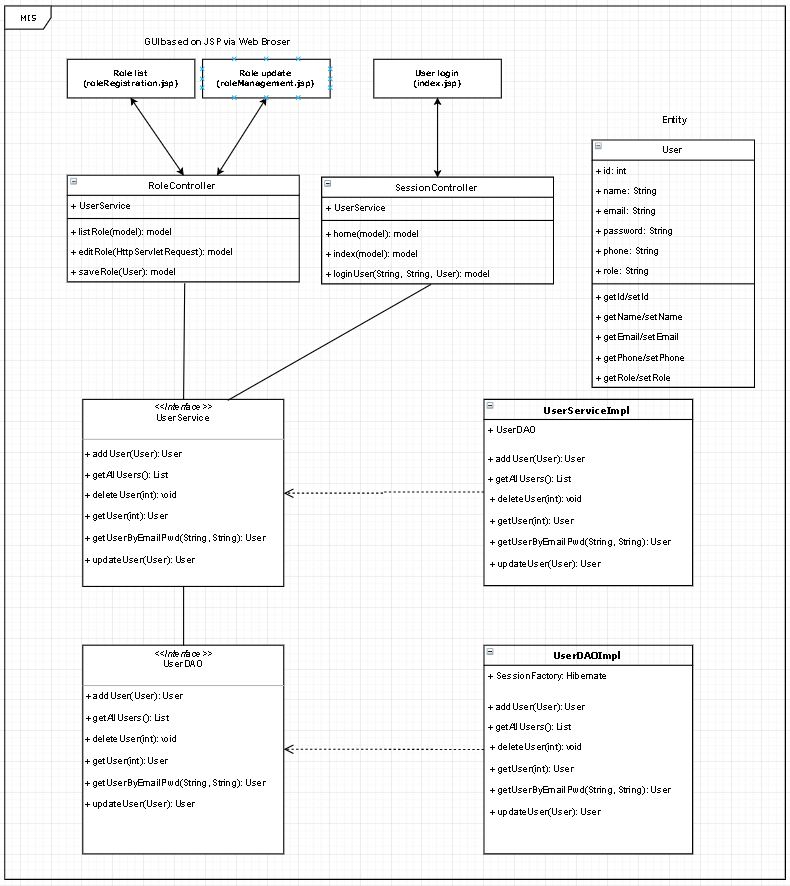 MIS
GUI based on JSP via Web Broser
Role list
(roleRegistration.jsp)
Role update
(roleManagement.jsp)
User login
(index.jsp)
Entity
User
+ id: int
+ name: String
+ email: String
+ password: String
+ phone: String
+ role: String
+ getId/setId
+ getName/setName
+ getEmail/setEmail
+ getPhone/setPhone
+ getRole/setRole
RoleController
+ UserService
+ listRole(model): model
+ editRole(HttpServletRequest): model
+ saveRole(User): model
SessionController
+ UserService
+ home(model): model
+ index(model): model
+ loginUser(String, String, User): model
<<Interface>>
UserService
+ addUser(User): User
+ getAllUsers(): List
+ deleteUser(int): void
+ getUser(int): User
+ getUserByEmailPwd(String, String): User
+ updateUser(User): User
UserServiceImpl
+ UserDAO
+ addUser(User): User
+ getAllUsers(): List
+ deleteUser(int): void
+ getUser(int): User
+ getUserByEmailPwd(String, String): User
+ updateUser(User): User
<<Interface>>
UserDAO
+ addUser(User): User
+ getAllUsers(): List
+ deleteUser(int): void
+ getUser(int): User
+ getUserByEmailPwd(String, String): User
+ updateUser(User): User
UserDAOImpl
+ SessionFactory: Hibernate
+ addUser(User): User
+ getAllUsers(): List
+ deleteUser(int): void
+ getUser(int): User
+ getUserByEmailPwd(String, String): User
+ updateUser(User): User